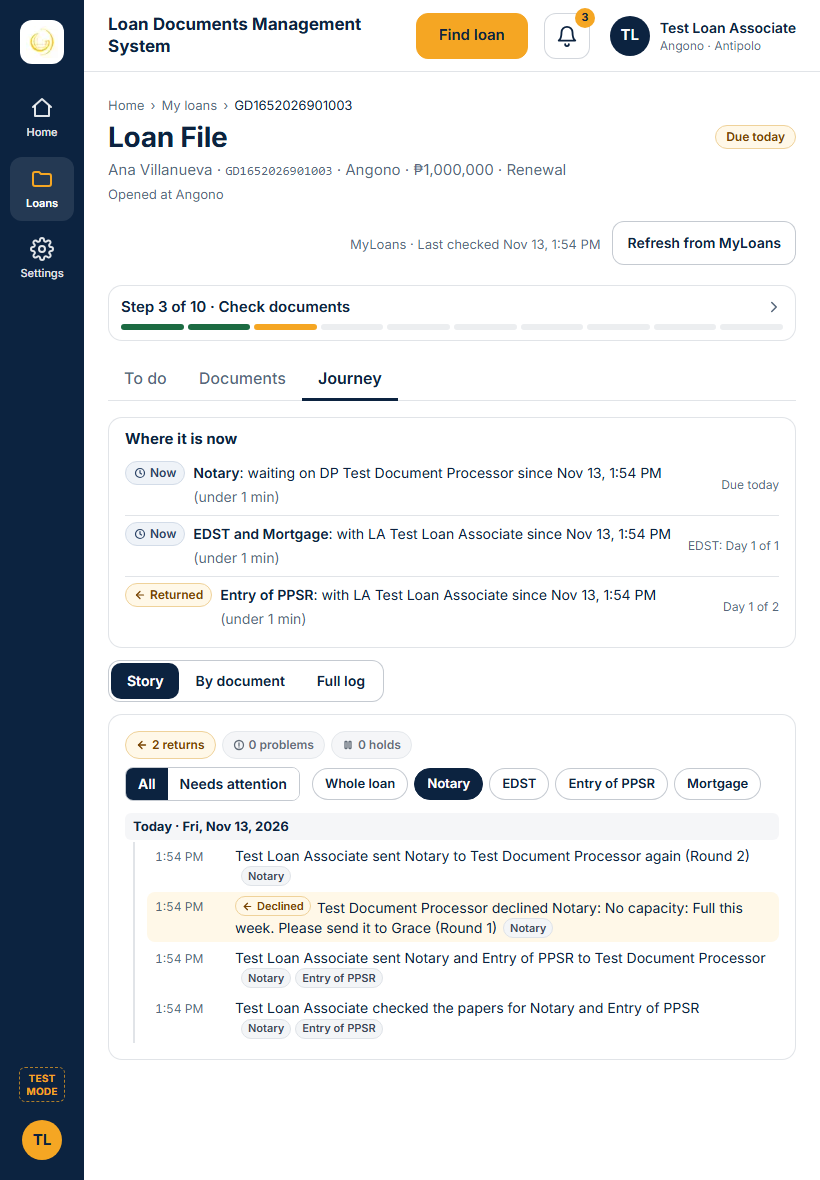 Loan Documents Management
System
Find loan
3
TL
Test Loan Associate
Angono · Antipolo
Home
Loans
Settings
TEST
MODE
TL
Home › My loans › GD1652026901003
Loan File
Due today
Ana Villanueva · GD1652026901003 · Angono · ₱1,000,000 · Renewal
Opened at Angono
MyLoans · Last checked Nov 13, 1:54 PM
Refresh from MyLoans
Step 3 of 10 · Check documents
To do
Documents
Journey
Where it is now
Now Notary: waiting on DP Test Document Processor since Nov 13, 1:54 PM
(under 1 min)
Due today
Now EDST and Mortgage: with LA Test Loan Associate since Nov 13, 1:54 PM
(under 1 min)
EDST: Day 1 of 1
Returned Entry of PPSR: with LA Test Loan Associate since Nov 13, 1:54 PM
(under 1 min)
Day 1 of 2
Story
By document
Full log
2 returns
0 problems
0 holds
All
Needs attention
Whole loan
Notary
EDST
Entry of PPSR
Mortgage
Today · Fri, Nov 13, 2026
1:54 PM Test Loan Associate sent Notary to Test Document Processor again (Round 2)
Notary
1:54 PM Declined Test Document Processor declined Notary: No capacity: Full this
week. Please send it to Grace (Round 1) Notary
1:54 PM Test Loan Associate sent Notary and Entry of PPSR to Test Document Processor
Notary Entry of PPSR
1:54 PM Test Loan Associate checked the papers for Notary and Entry of PPSR
Notary Entry of PPSR